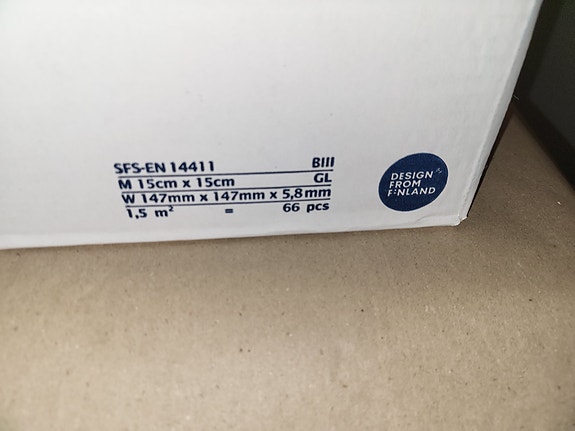 SFS-EN 14411 BIII
M 15cm x 15cm GL
W 147mm x 147mm x 5,8mm
1,5 m² = 66 pcs
DESIGN
FROM
FINLAND